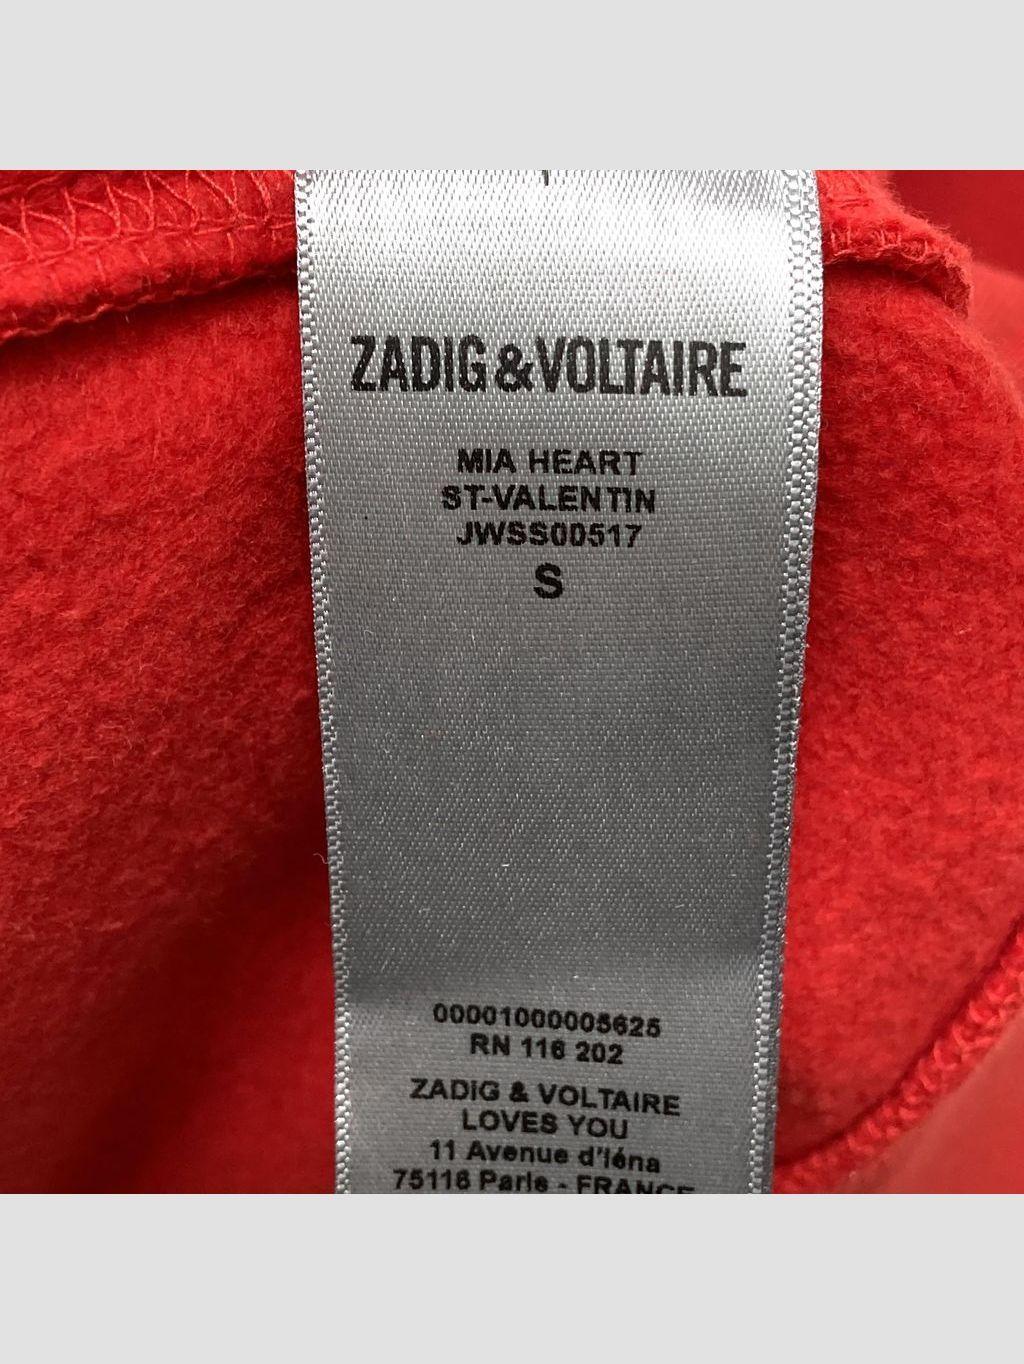 ZADIG&VOLTAIRE
MIA HEART
ST-VALENTIN
JWSS00517
S
00001000005625
RN 116 202
ZADIG & VOLTAIRE
LOVES YOU
11 Avenue d'Iéna
75116 Paris - FRANCE